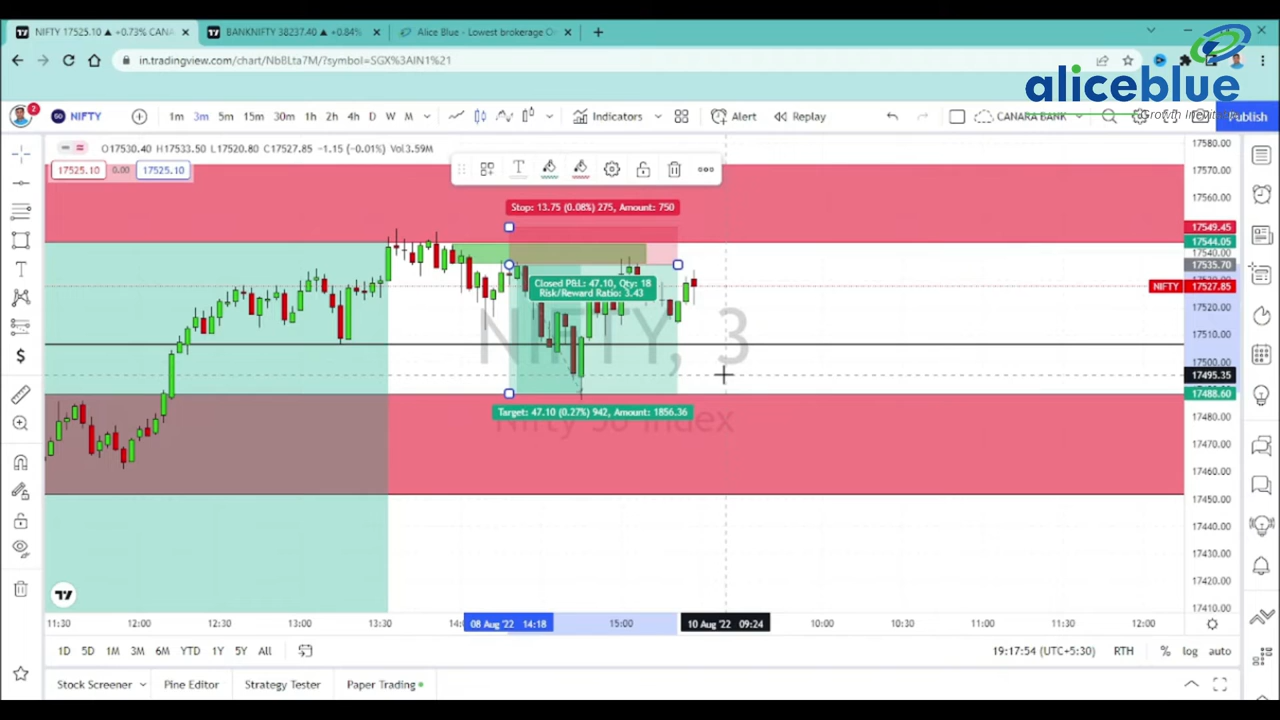 NIFTY 17525.10 ▲ +0.73% CANA
BANKNIFTY 38237.40 ▲ +0.84%
Alice Blue - Lowest brokerage O
in.tradingview.com/chart/NbBLta7M/?symbol=SGX%3AIN1%21
aliceblue
2
NIFTY
1m 3m 5m 15m 30m 1h 2h 4h D W M
Indicators
Alert
Replay
CANARA BANK
Publish
O17530.40 H17533.50 L17520.80 C17527.85 −1.15 (−0.01%) Vol3.59M
17525.10 0.00 17525.10
Stop: 13.75 (0.08%) 275, Amount: 750
Closed P&L: 47.10, Qty: 18
Risk/Reward Ratio: 3.43
NIFTY, 3
Nifty 50 Index
Target: 47.10 (0.27%) 942, Amount: 1856.36
17580.00
17570.00
17560.00
17549.45
17544.05
17540.00
17535.70
NIFTY 17527.85
17520.00
17510.00
17500.00
17495.35
17488.60
17480.00
17470.00
17460.00
17450.00
17440.00
17430.00
17420.00
17410.00
11:30 12:00 12:30 13:00 13:30 08 Aug '22 14:18 15:00 10 Aug '22 09:24 10:00 10:30 11:00 11:30 12:00
1D 5D 1M 3M 6M YTD 1Y 5Y All
19:17:54 (UTC+5:30) RTH % log auto
Stock Screener Pine Editor Strategy Tester Paper Trading